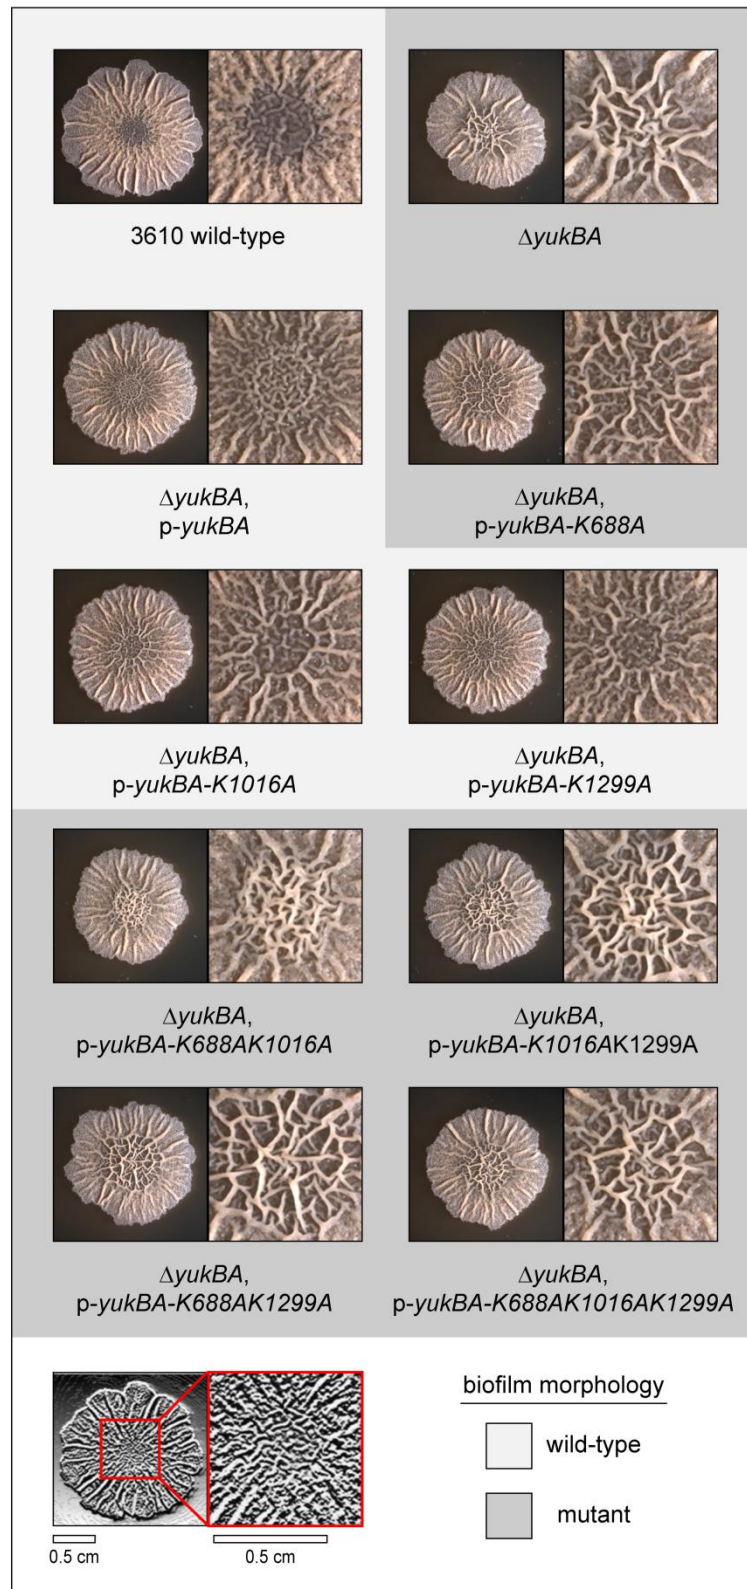 3610 wild-type
ΔyukBA
ΔyukBA,
p-yukBA
ΔyukBA,
p-yukBA-K688A
ΔyukBA,
p-yukBA-K1016A
ΔyukBA,
p-yukBA-K1299A
ΔyukBA,
p-yukBA-K688AK1016A
ΔyukBA,
p-yukBA-K1016AK1299A
ΔyukBA,
p-yukBA-K688AK1299A
ΔyukBA,
p-yukBA-K688AK1016AK1299A
0.5 cm
0.5 cm
biofilm morphology
wild-type
mutant